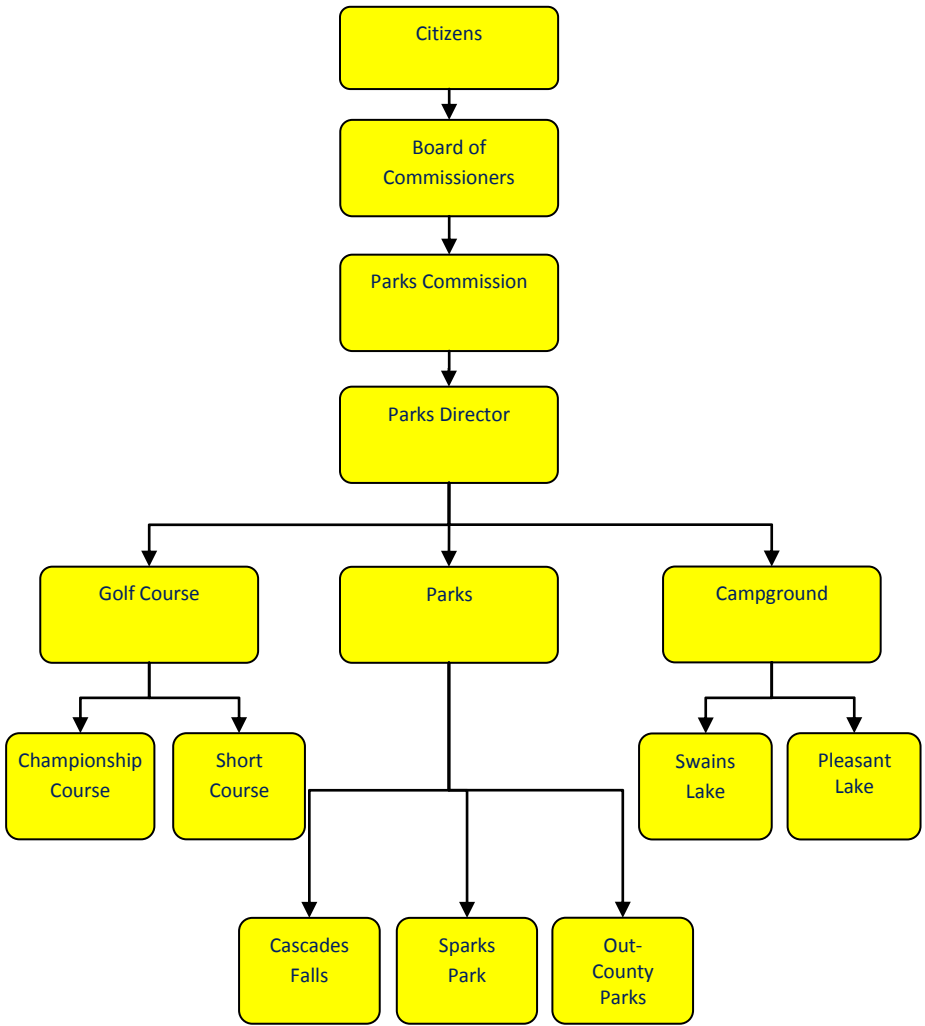 Citizens
Board of
Commissioners
Parks Commission
Parks Director
Golf Course
Parks
Campground
Championship
Course
Short
Course
Swains
Lake
Pleasant
Lake
Cascades
Falls
Sparks
Park
Out-
County
Parks